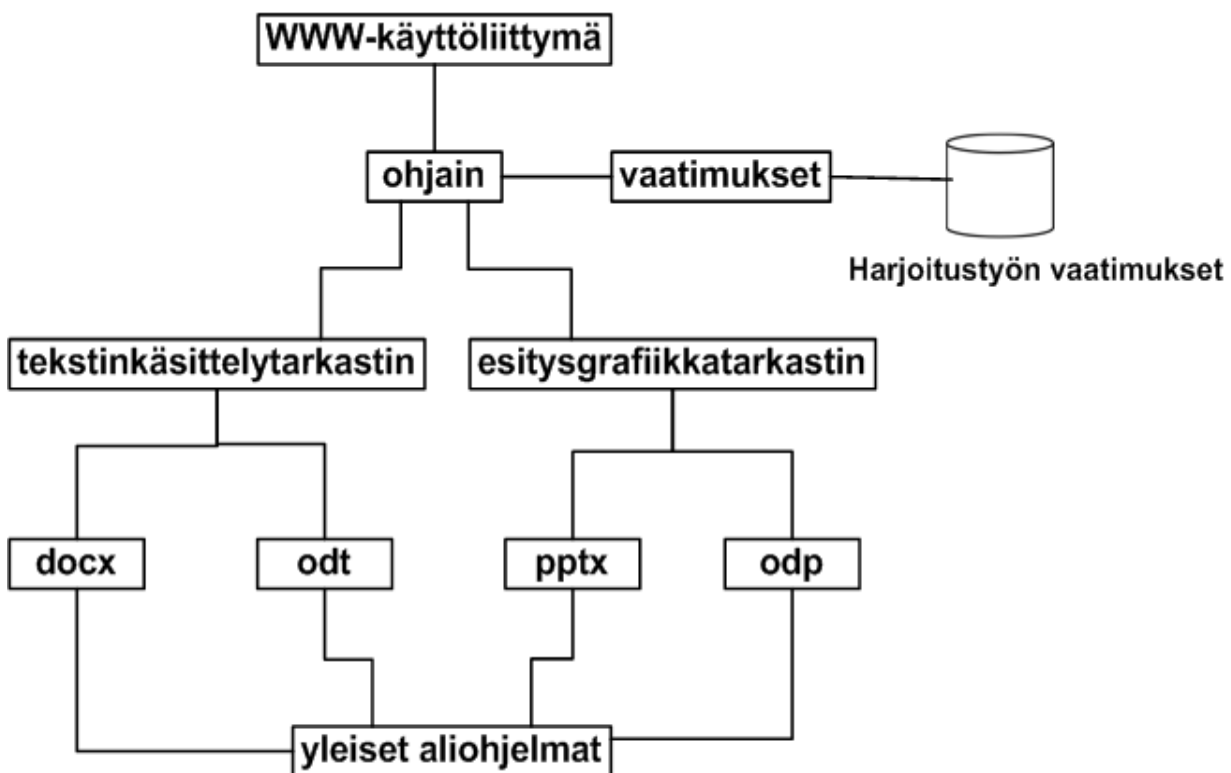 WWW-käyttöliittymä
ohjain
vaatimukset
Harjoitustyön vaatimukset
tekstinkäsittelytarkastin
esitysgrafiikkatarkastin
docx
odt
pptx
odp
yleiset aliohjelmat